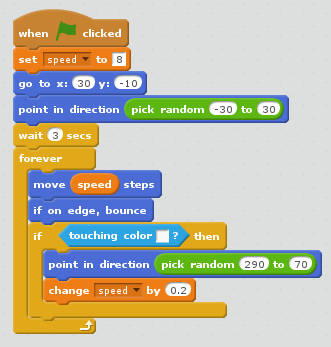 when clicked
set speed to 8
go to x: 30 y: -10
point in direction pick random -30 to 30
wait 3 secs
forever
move speed steps
if on edge, bounce
if touching color ? then
point in direction pick random 290 to 70
change speed by 0.2